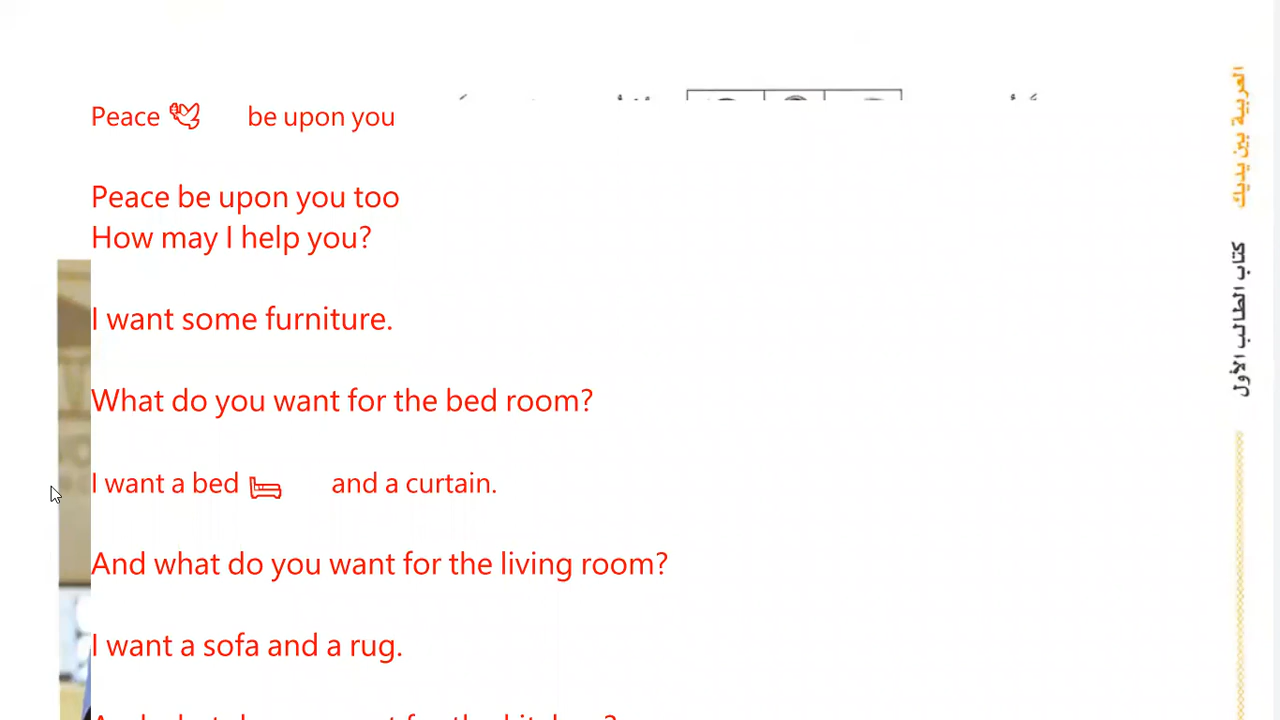 Peace 🕊 be upon you
Peace be upon you too
How may I help you?
I want some furniture.
What do you want for the bed room?
I want a bed 🛏 and a curtain.
And what do you want for the living room?
I want a sofa and a rug.
العربية بين يديك
كتاب الطالب الأول